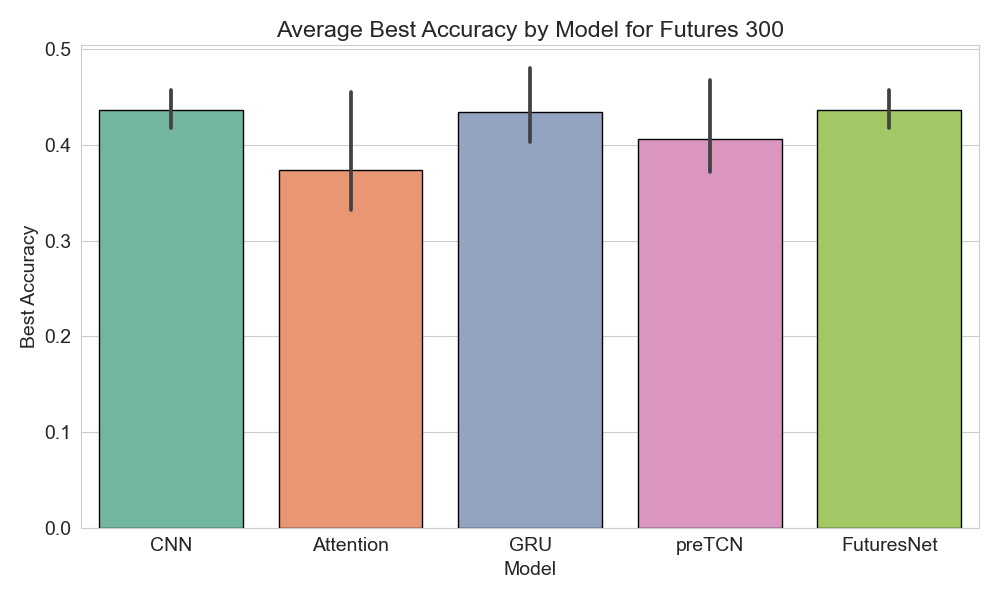 Average Best Accuracy by Model for Futures 300
Best Accuracy
0.5
0.4
0.3
0.2
0.1
0.0
CNN Attention GRU preTCN FuturesNet
Model